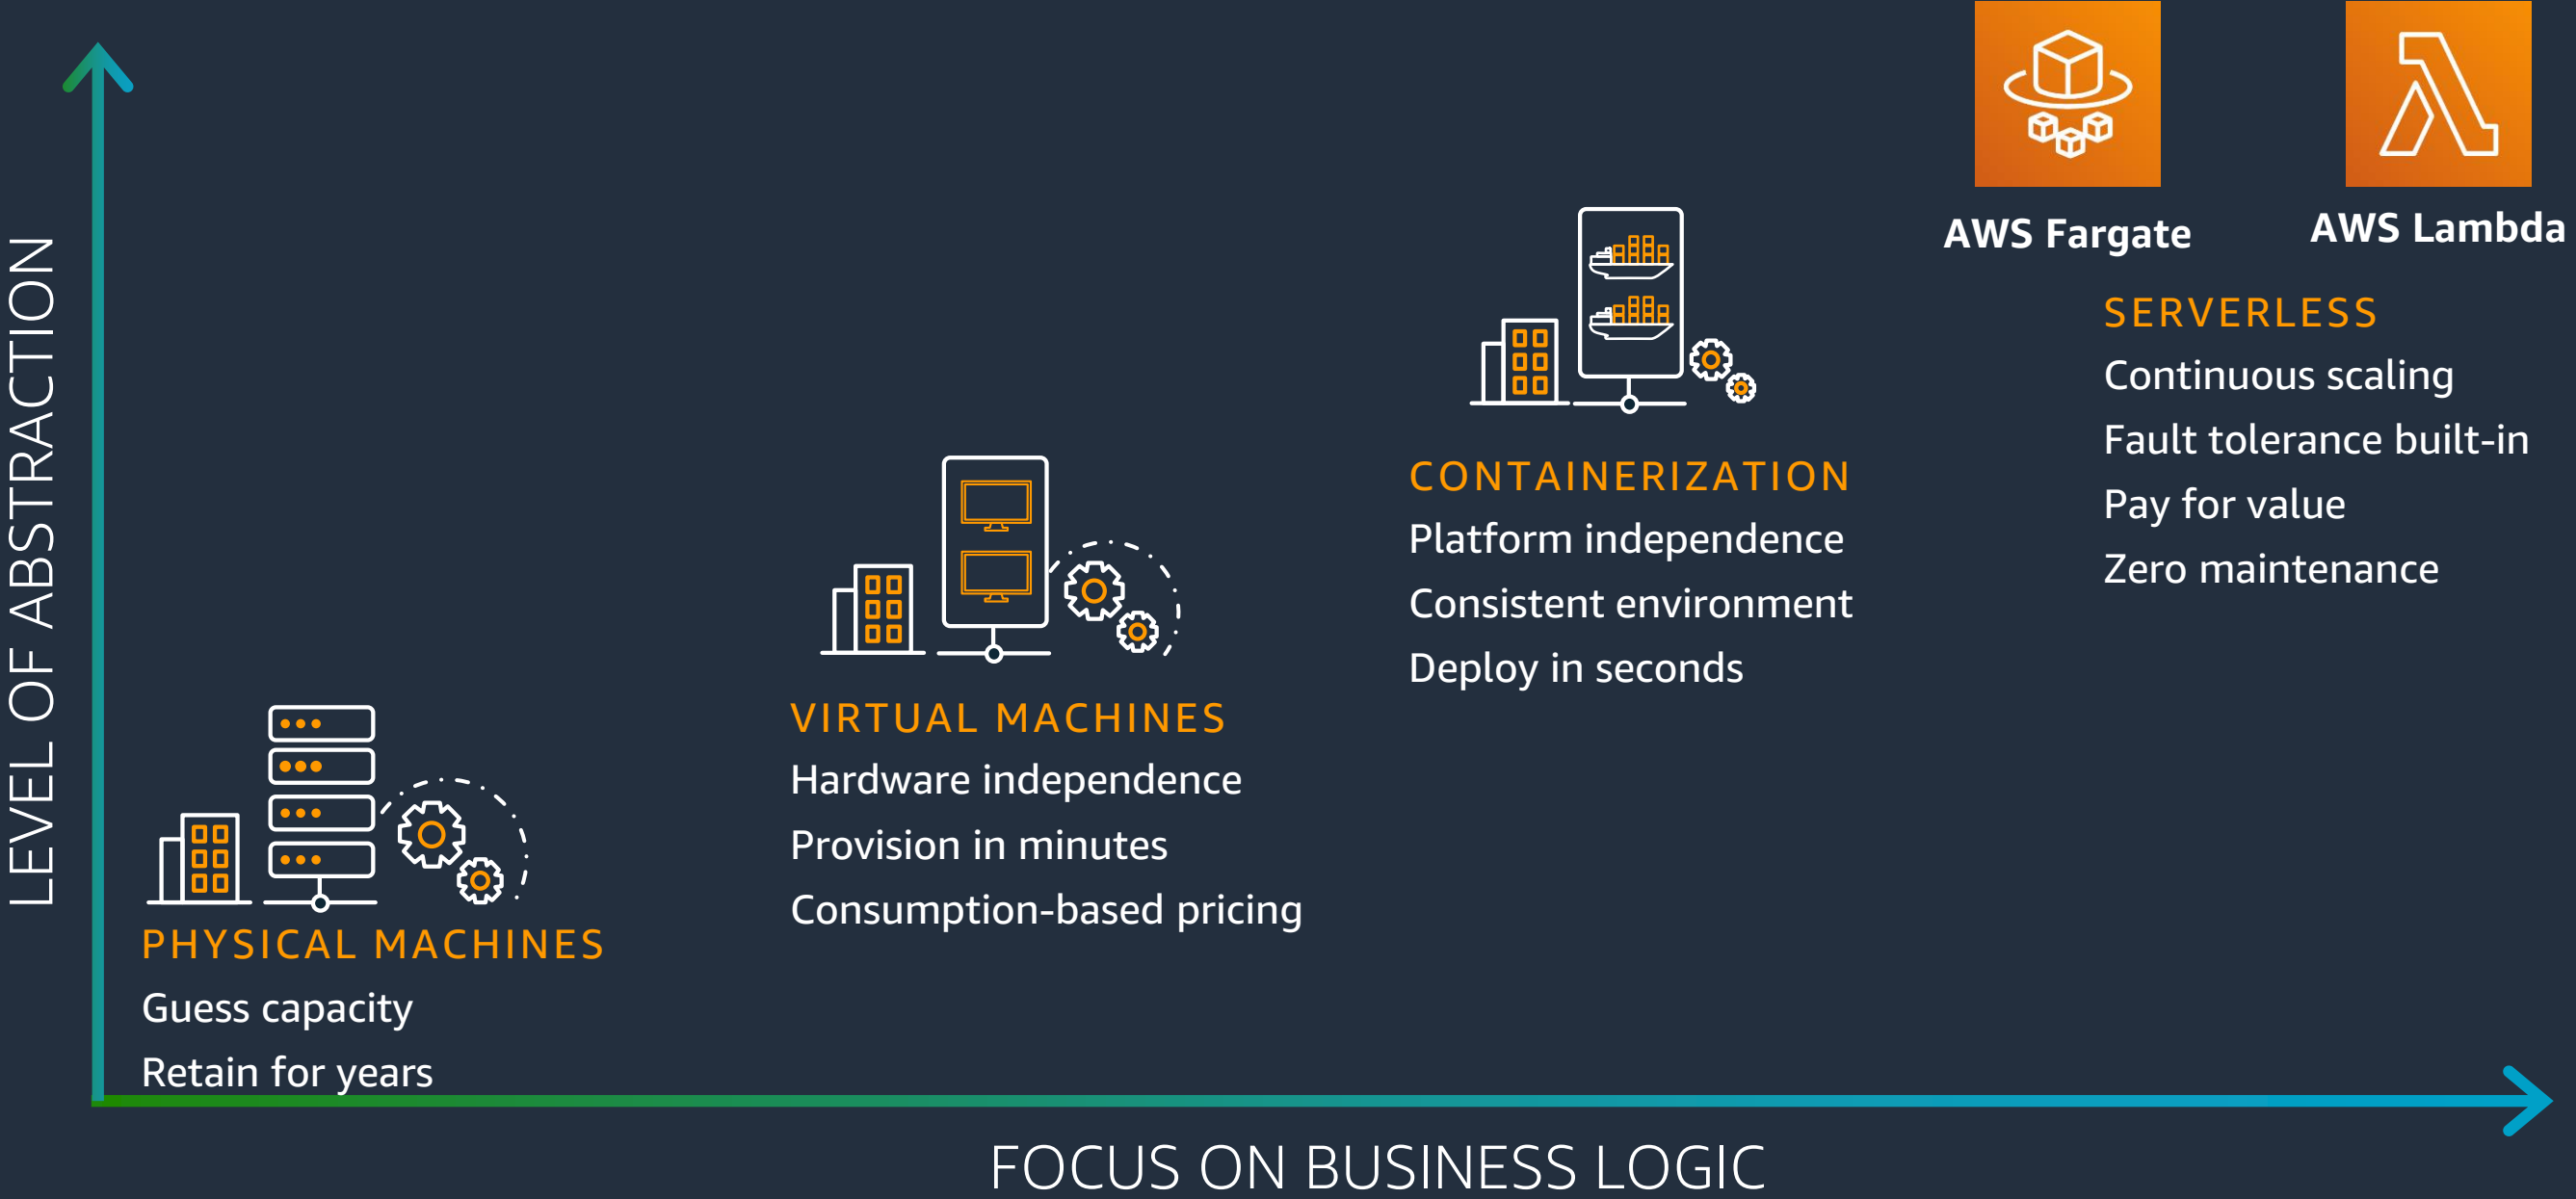 LEVEL OF ABSTRACTION
PHYSICAL MACHINES
Guess capacity
Retain for years
VIRTUAL MACHINES
Hardware independence
Provision in minutes
Consumption-based pricing
CONTAINERIZATION
Platform independence
Consistent environment
Deploy in seconds
AWS Fargate
AWS Lambda
SERVERLESS
Continuous scaling
Fault tolerance built-in
Pay for value
Zero maintenance
FOCUS ON BUSINESS LOGIC